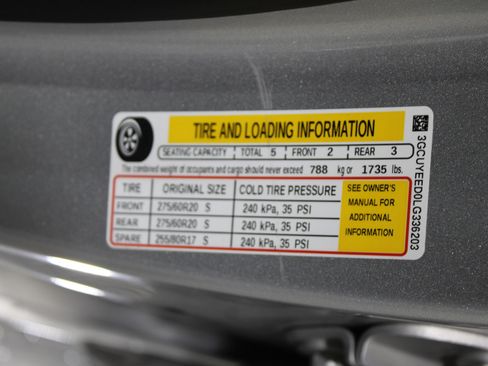 TIRE AND LOADING INFORMATION
SEATING CAPACITY TOTAL 5 FRONT 2 REAR 3
The combined weight of occupants and cargo should never exceed 788 kg or 1735 lbs.
TIRE ORIGINAL SIZE COLD TIRE PRESSURE
FRONT 275/60R20 S 240 kPa, 35 PSI
REAR 275/60R20 S 240 kPa, 35 PSI
SPARE 255/80R17 S 240 kPa, 35 PSI
SEE OWNER'S
MANUAL FOR
ADDITIONAL
INFORMATION
3GCUYEED0LG336203